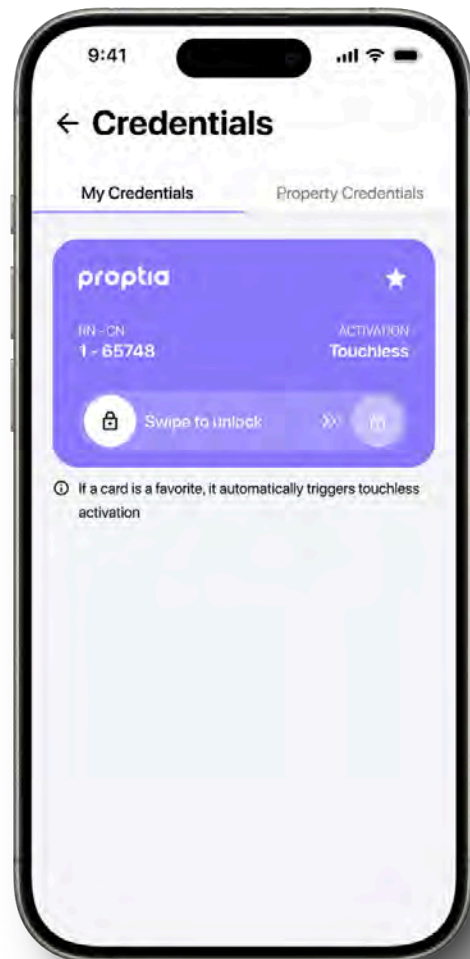 9:41
Credentials
My Credentials Property Credentials
proptia
RN - CN ACTIVATION
1 - 65748 Touchless
Swipe to unlock
If a card is a favorite, it automatically triggers touchless
activation